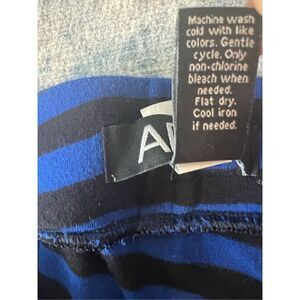 Machine wash
cold with like
colors. Gentle
cycle. Only
non-chlorine
bleach when
needed.
Flat dry.
Cool iron
if needed.